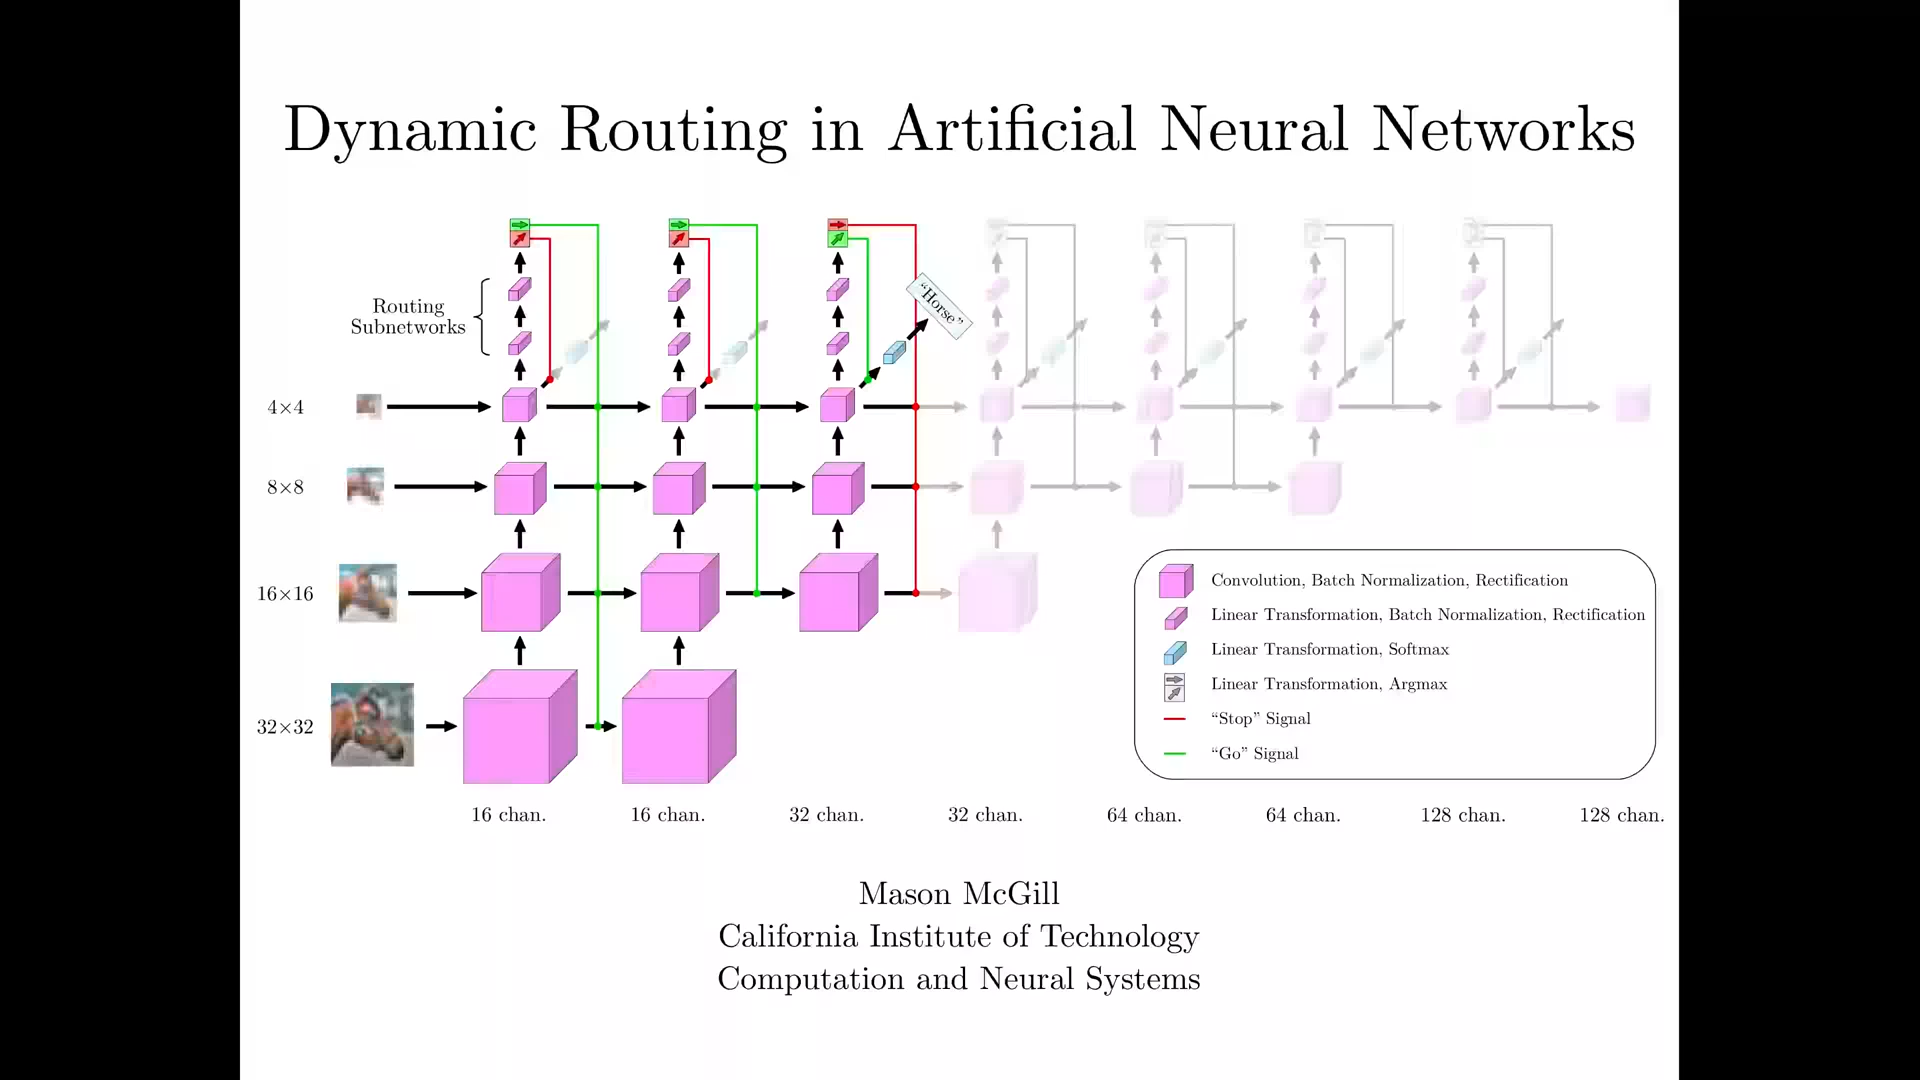 Dynamic Routing in Artificial Neural Networks
Routing
Subnetworks
"Horse"
4×4
8×8
16×16
32×32
Convolution, Batch Normalization, Rectification
Linear Transformation, Batch Normalization, Rectification
Linear Transformation, Softmax
Linear Transformation, Argmax
“Stop” Signal
“Go” Signal
16 chan.
16 chan.
32 chan.
32 chan.
64 chan.
64 chan.
128 chan.
128 chan.
Mason McGill
California Institute of Technology
Computation and Neural Systems